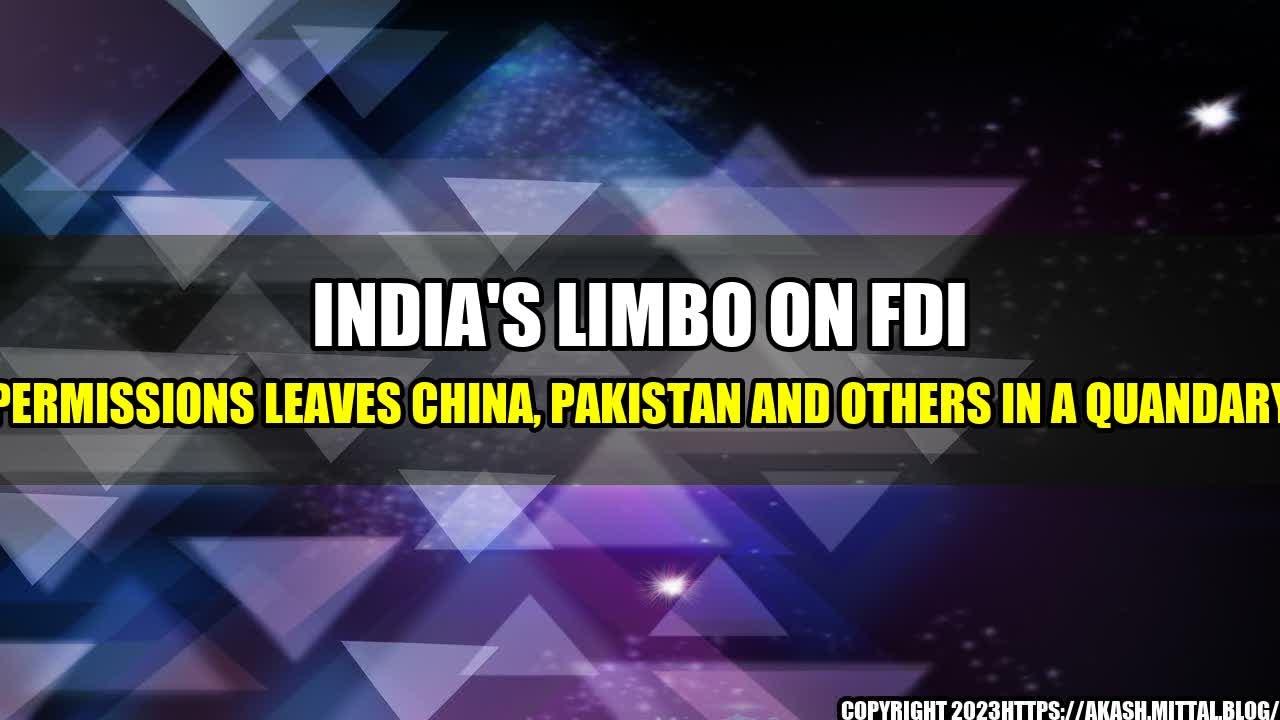 INDIA'S LIMBO ON FDI
PERMISSIONS LEAVES CHINA, PAKISTAN AND OTHERS IN A QUANDARY
COPYRIGHT 2023HTTPS://AKASH.MITTAL.BLOG/